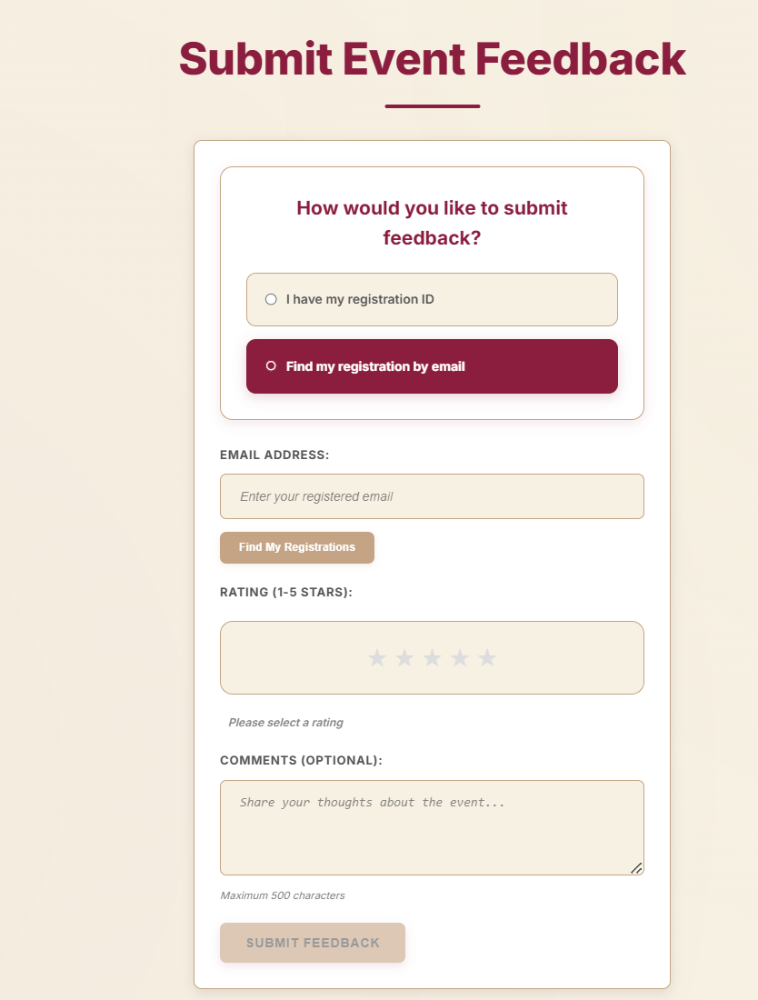 Submit Event Feedback
How would you like to submit
feedback?
I have my registration ID
Find my registration by email
EMAIL ADDRESS:
Enter your registered email
Find My Registrations
RATING (1-5 STARS):
Please select a rating
COMMENTS (OPTIONAL):
Share your thoughts about the event...
Maximum 500 characters
SUBMIT FEEDBACK